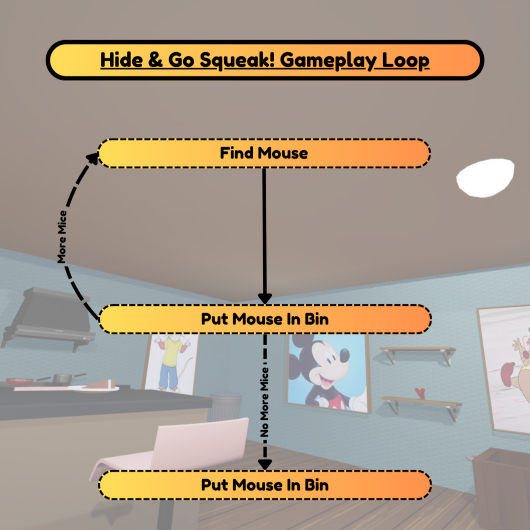 Hide & Go Squeak! Gameplay Loop
Find Mouse
More Mice
Put Mouse In Bin
No More Mice
Put Mouse In Bin